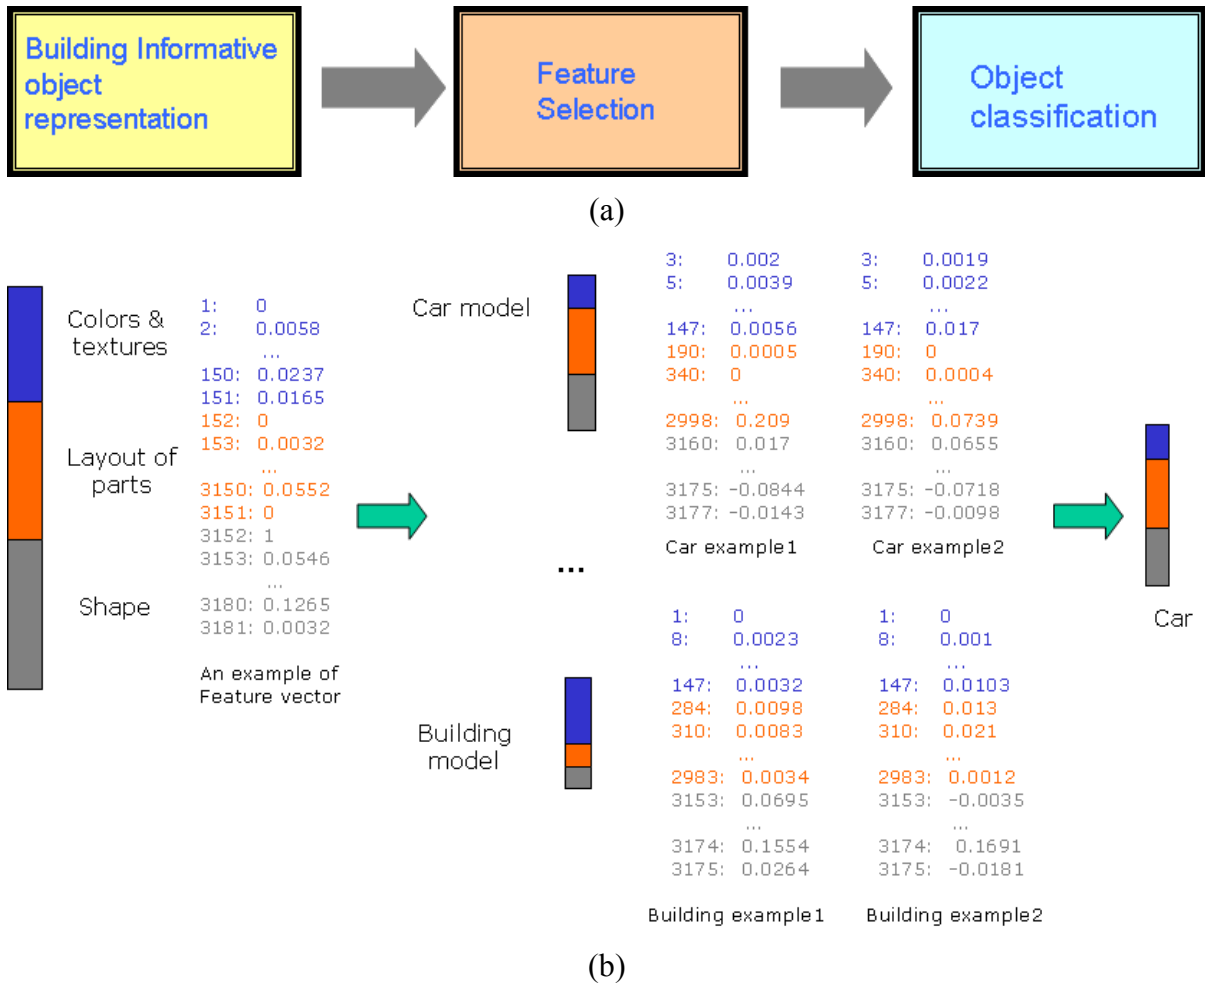 Building Informative
object
representation
Feature
Selection
Object
classification
(a)
Colors &
textures
Layout of
parts
Shape
1: 0
2: 0.0058
...
150: 0.0237
151: 0.0165
152: 0
153: 0.0032
...
3150: 0.0552
3151: 0
3152: 1
3153: 0.0546
...
3180: 0.1265
3181: 0.0032
An example of
Feature vector
Car model
3: 0.002
5: 0.0039
...
147: 0.0056
190: 0.0005
340: 0
...
2998: 0.209
3160: 0.017
...
3175: -0.0844
3177: -0.0143
Car example1
3: 0.0019
5: 0.0022
...
147: 0.017
190: 0
340: 0.0004
...
2998: 0.0739
3160: 0.0655
...
3175: -0.0718
3177: -0.0098
Car example2
...
Building
model
1: 0
8: 0.0023
...
147: 0.0032
284: 0.0098
310: 0.0083
...
2983: 0.0034
3153: 0.0695
...
3174: 0.1554
3175: 0.0264
Building example1
1: 0
8: 0.001
...
147: 0.0103
284: 0.013
310: 0.021
...
2983: 0.0012
3153: -0.0035
...
3174: 0.1691
3175: -0.0181
Building example2
Car
(b)